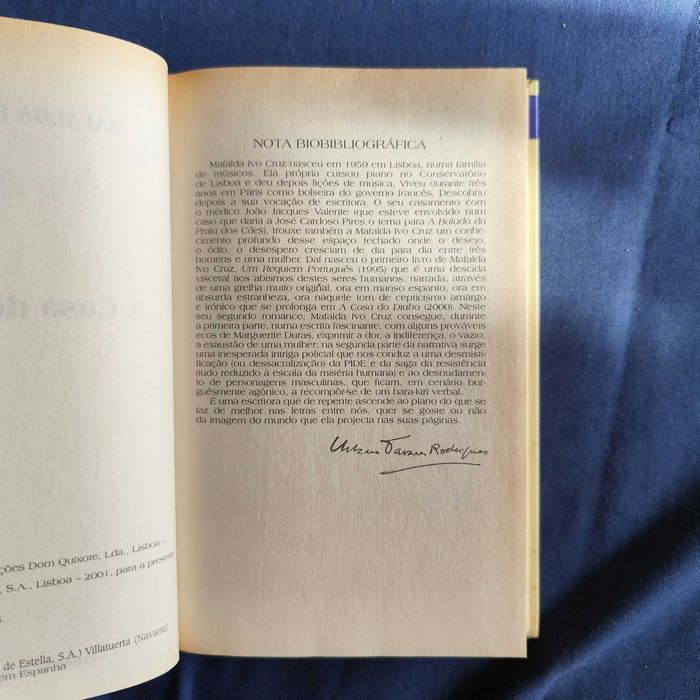 MAFALDA I
A Casa do
ções Dom Quixote, Lda., Lisboa –
, S.A., Lisboa – 2001, para a presente
s.
de Estella, S.A.) Villatuerta (Navarra)
em Espanha
NOTA BIOBIBLIOGRÁFICA
Mafalda Ivo Cruz nasceu em 1959 em Lisboa, numa família
de músicos. Ela própria cursou piano no Conservatório
de Lisboa e deu depois lições de música. Viveu durante três
anos em Paris como bolseira do governo francês. Descobriu
depois a sua vocação de escritora. O seu casamento com
o médico João Jacques Valente (que esteve envolvido num
caso que daria a José Cardoso Pires o tema para A Balada da
Praia dos Cães), trouxe também a Mafalda Ivo Cruz um conhe-
cimento profundo desse espaço fechado onde o desejo,
o ódio, o desespero cresciam de dia para dia entre três
homens e uma mulher. Daí nasceu o primeiro livro de Mafalda
Ivo Cruz, Um Requiem Português (1995) que é uma descida
visceral aos abismos destes seres humanos, narrada, através
de uma grelha muito original, ora em manso espanto, ora em
absurda estranheza, ora naquele tom de cepticismo amargo
e irónico que se prolonga em A Casa do Diabo (2000). Neste
seu segundo romance, Mafalda Ivo Cruz consegue, durante
a primeira parte, numa escrita fascinante, com alguns prováveis
ecos de Marguerite Duras, exprimir a dor, a indiferença, o vazio,
a exaustão de uma mulher; na segunda parte da narrativa surge
uma inesperada intriga policial que nos conduz a uma desmisti-
ficação (ou dessacralização) da PIDE e da saga da resistência
(tudo reduzido à escala da miséria humana) e ao desnudamen-
to de personagens masculinas, que ficam, em cenário bur-
guêsmente agónico, a recompôr-se de um hara-kiri verbal.
É uma escritora que de repente ascende ao plano do que se
faz de melhor nas letras entre nós, quer se goste ou não
da imagem do mundo que ela projecta nas suas páginas.
Urbano Tavares Rodrigues